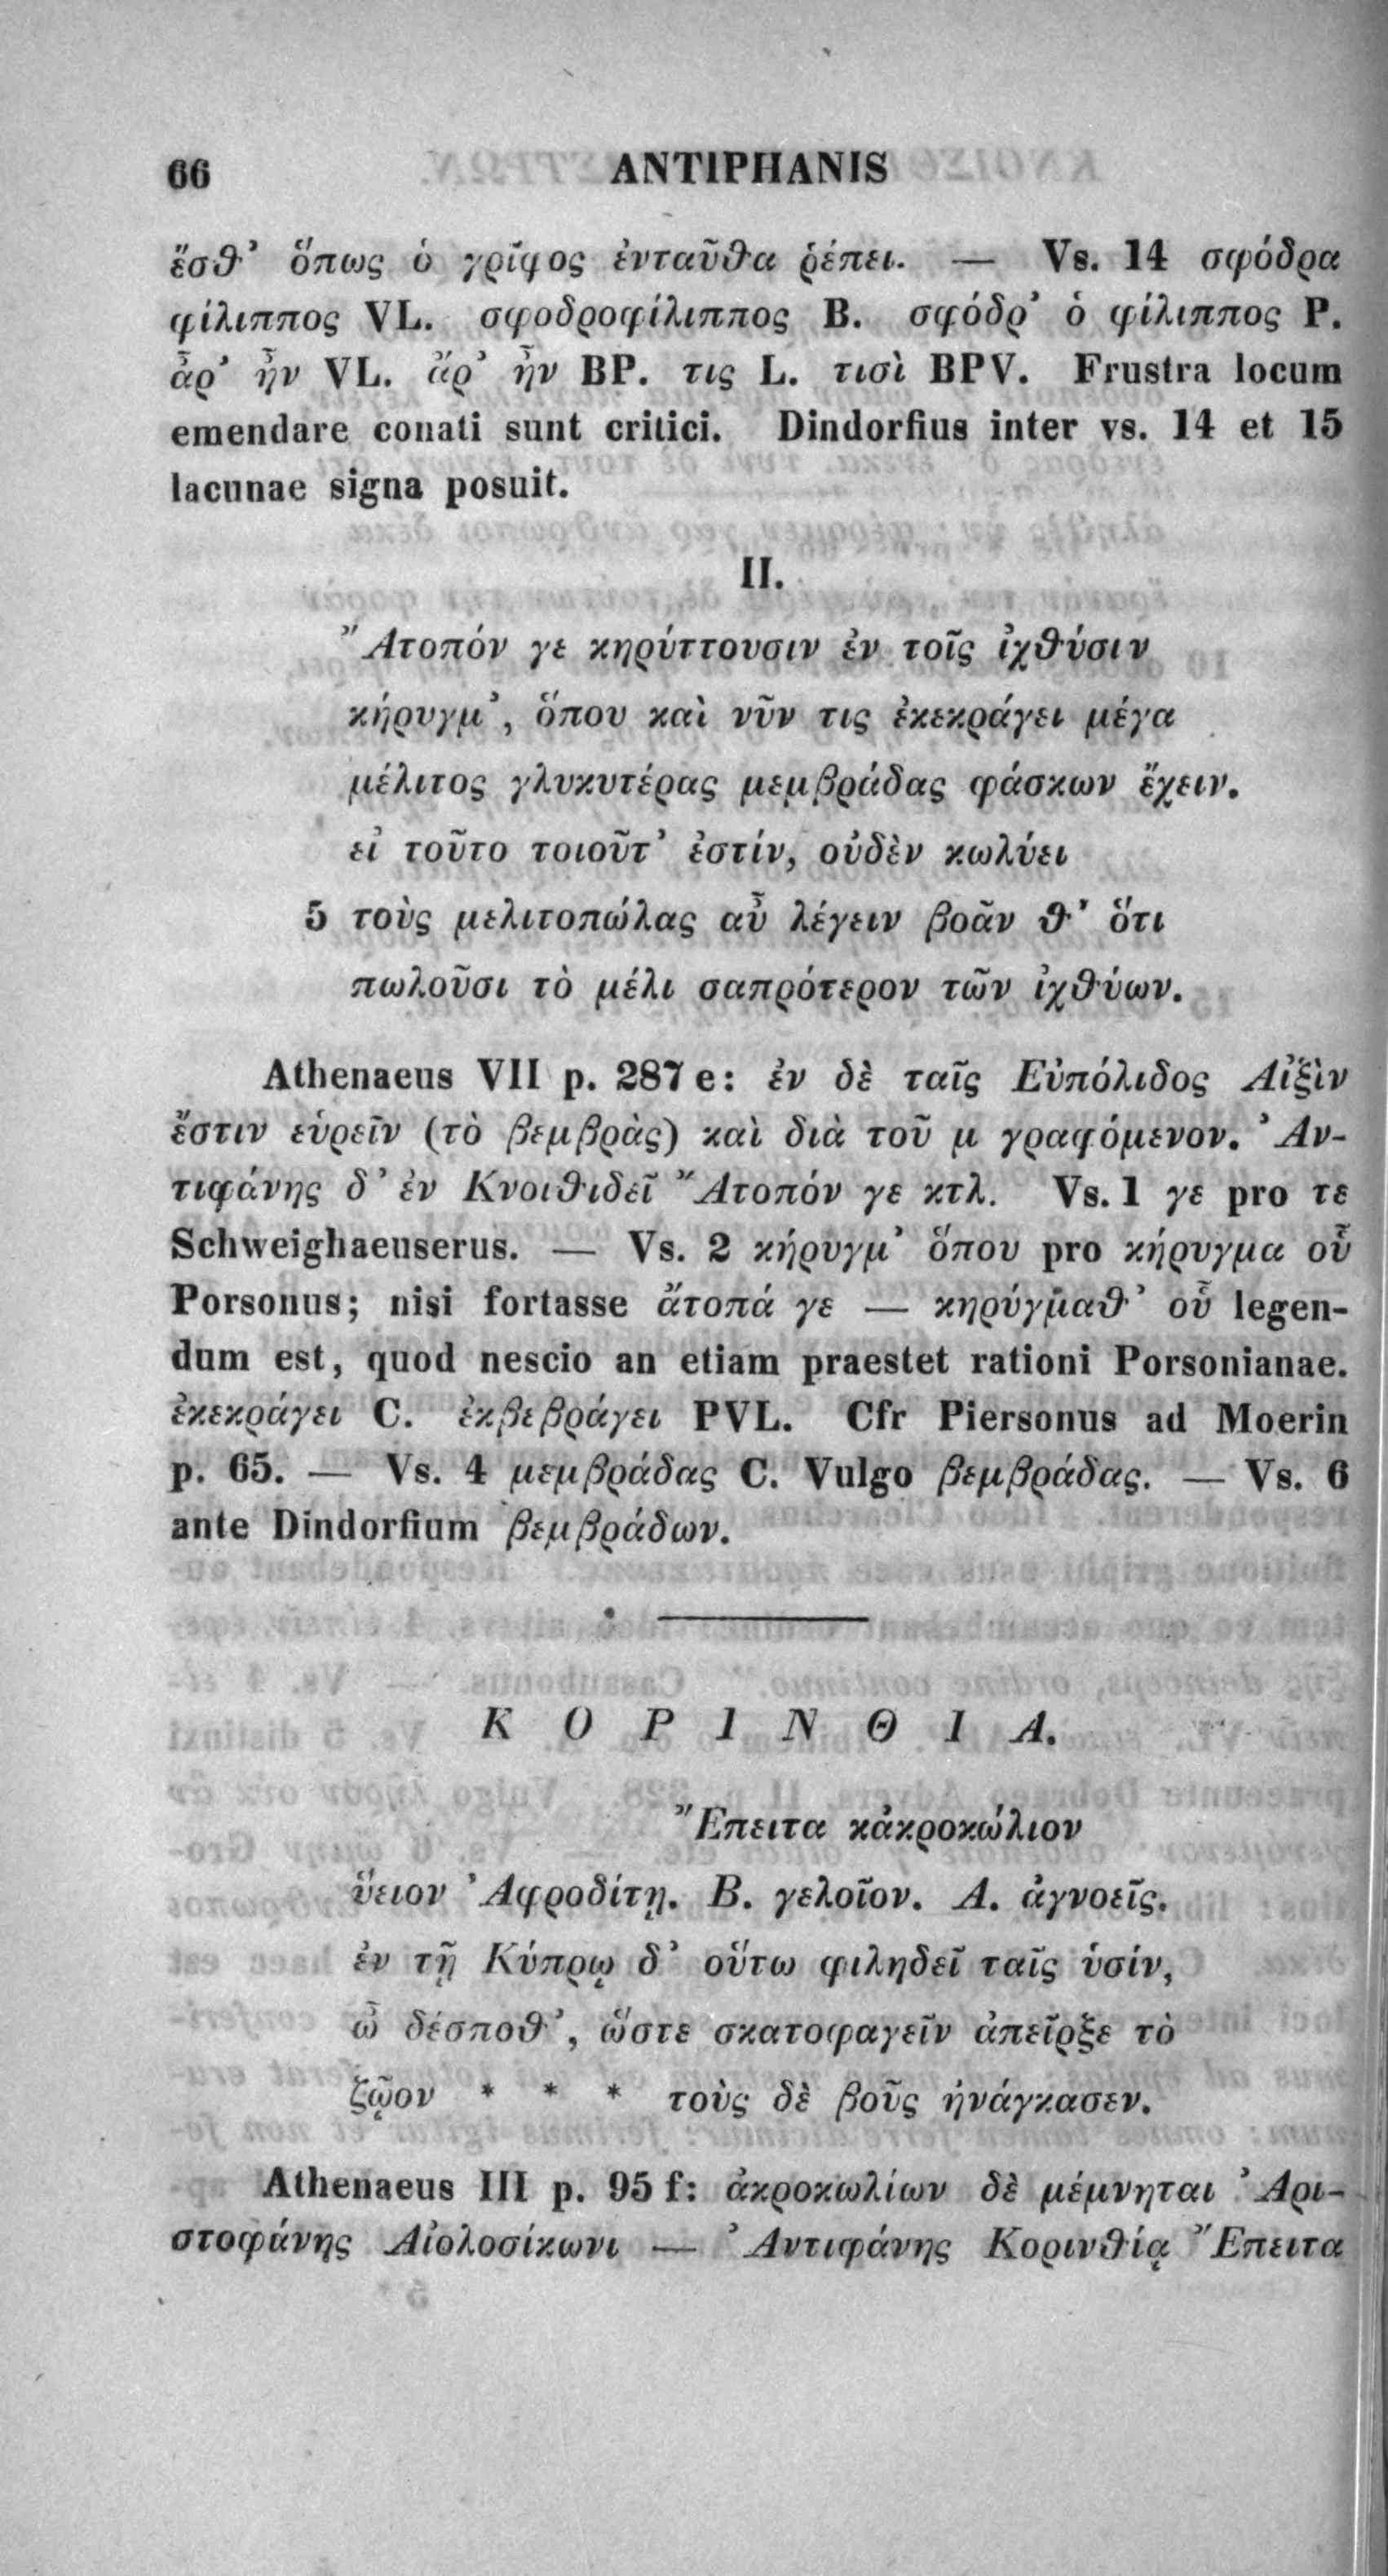 66 ANTIPHANIS
ἔσθ’ ὅπως ὁ γρῖφος ἐνταῦθα ῥέπει. — Vs. 14 σφόδρα
φίλιππος VL. σφοδροφίλιππος B. σφόδρ’ ὁ φίλιππος P.
ἆρ’ ἦν VL. ἄρ’ ἦν BP. τις L. τισὶ BPV. Frustra locum
emendare conati sunt critici. Dindorfius inter vs. 14 et 15
lacunae signa posuit.
II.
Ἄτοπόν γε κηρύττουσιν ἐν τοῖς ἰχθύσιν
κήρυγμ’, ὅπου καὶ νῦν τις ἐκεκράγει μέγα
μέλιτος γλυκυτέρας μεμβράδας φάσκων ἔχειν.
εἰ τοῦτο τοιοῦτ’ ἐστίν, οὐδὲν κωλύει
5 τοὺς μελιτοπώλας αὖ λέγειν βοᾶν θ’ ὅτι
πωλοῦσι τὸ μέλι σαπρότερον τῶν ἰχθύων.
Athenaeus VII p. 287 e: ἐν δὲ ταῖς Εὐπόλιδος Αἰξὶν
ἔστιν εὑρεῖν (τὸ βεμβρὰς) καὶ διὰ τοῦ μ γραφόμενον. Ἀν-
τιφάνης δ’ ἐν Κνοιθιδεῖ Ἄτοπόν γε κτλ. Vs. 1 γε pro τε
Schweighaeuserus. — Vs. 2 κήρυγμ’ ὅπου pro κήρυγμα οὗ
Porsonus; nisi fortasse ἄτοπά γε — κηρύγμαθ’ οὗ legen-
dum est, quod nescio an etiam praestet rationi Porsonianae.
ἐκεκράγει C. ἐκβεβράγει PVL. Cfr Piersonus ad Moerin
p. 65. — Vs. 4 μεμβράδας C. Vulgo βεμβράδας. — Vs. 6
ante Dindorfium βεμβράδων.
ΚΟΡΙΝΘΙΑ.
Ἔπειτα κἀκροκώλιον
ὕειον Ἀφροδίτῃ. B. γελοῖον. A. ἀγνοεῖς.
ἐν τῇ Κύπρῳ δ’ οὕτω φιληδεῖ ταῖς ὑσίν,
ὦ δέσποθ’, ὥστε σκατοφαγεῖν ἀπεῖρξε τὸ
ζῷον * * * τοὺς δὲ βοῦς ἠνάγκασεν.
Athenaeus III p. 95 f: ἀκροκωλίων δὲ μέμνηται Ἀρι-
στοφάνης Αἰολοσίκωνι — Ἀντιφάνης Κορινθίᾳ Ἔπειτα